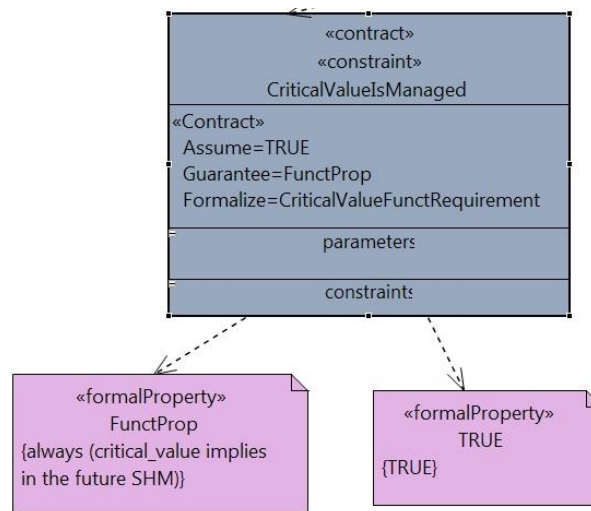 «contract»
«constraint»
CriticalValueIsManaged
«Contract»
Assume=TRUE
Guarantee=FunctProp
Formalize=CriticalValueFunctRequirement
parameters
constraints
«formalProperty»
FunctProp
{always (critical_value implies
in the future SHM)}
«formalProperty»
TRUE
{TRUE}